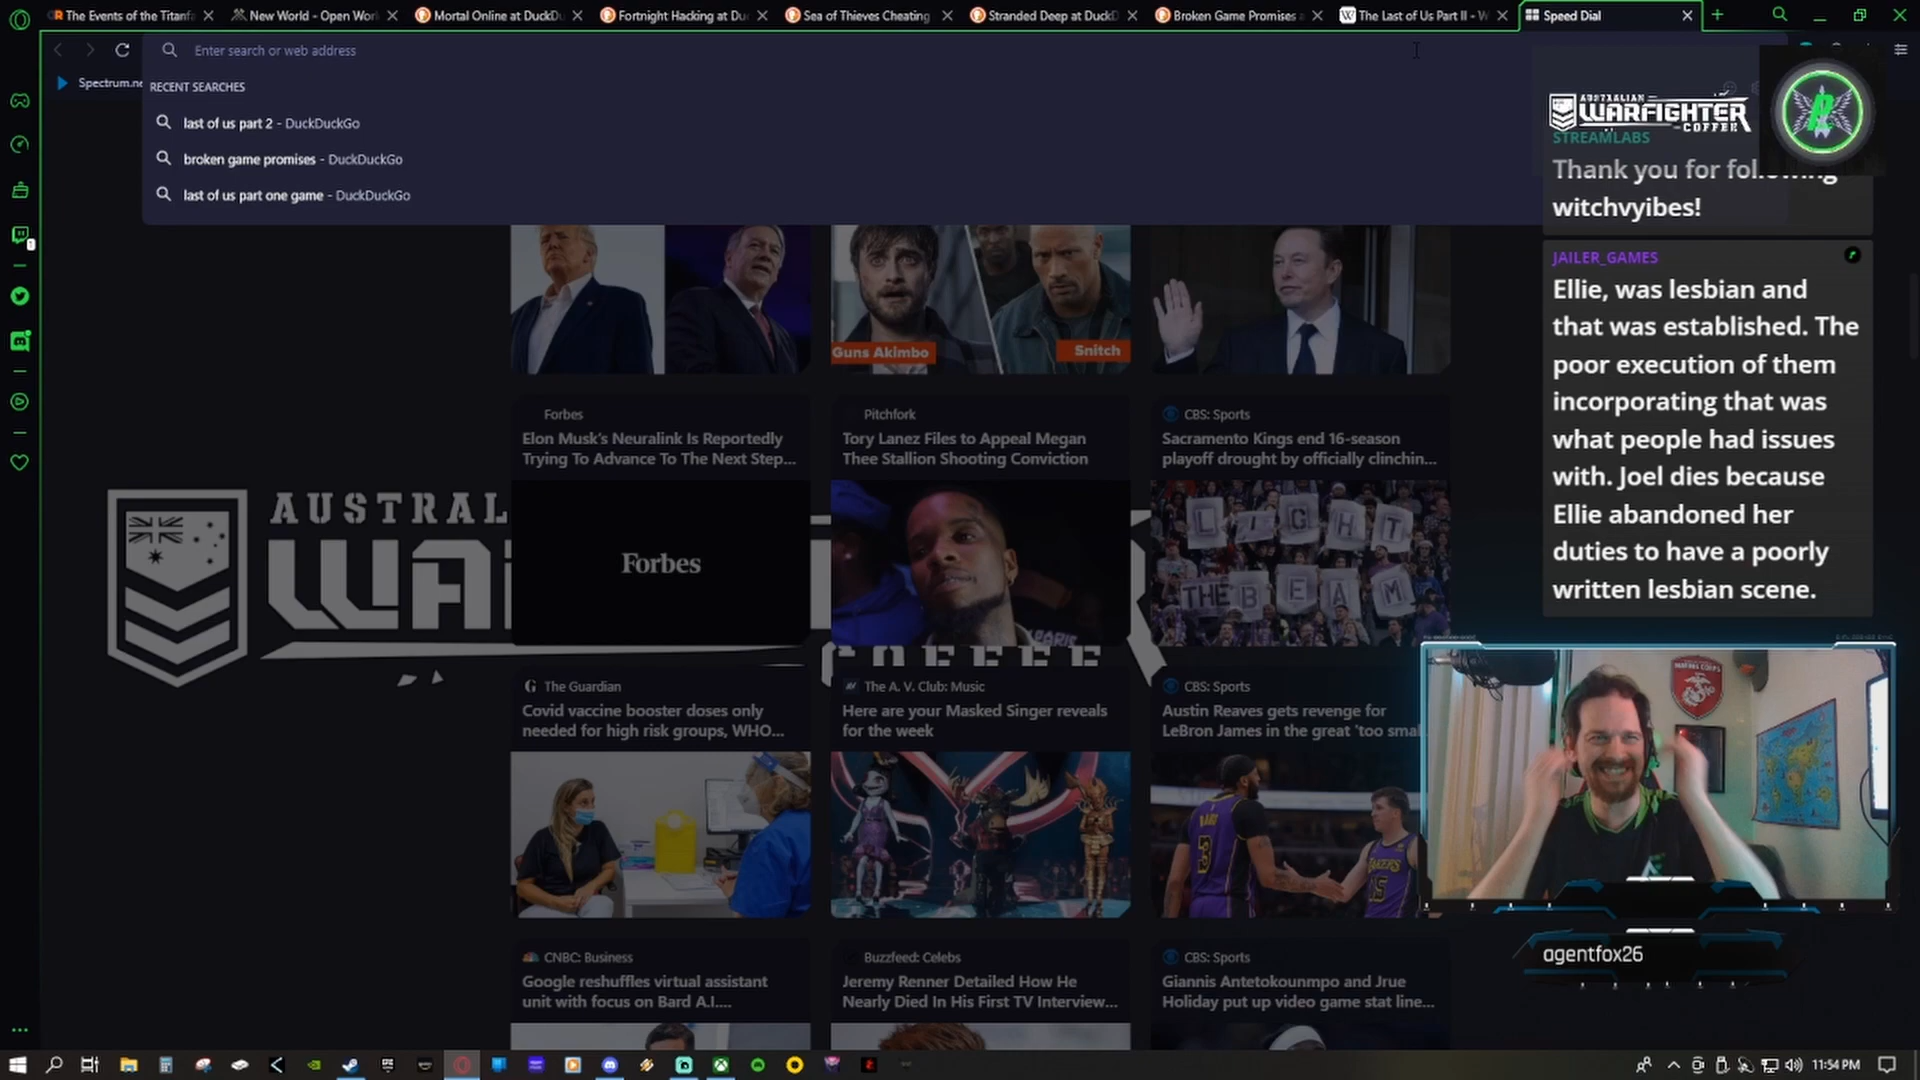 The Events of the Titanfa
New World - Open Worl
Mortal Online at DuckDu
Fortnight Hacking at Du
Sea of Thieves Cheating
Stranded Deep at DuckD
Broken Game Promises a
The Last of Us Part II - W
Speed Dial
Enter search or web address
Spectrum.ne
RECENT SEARCHES
last of us part 2 - DuckDuckGo
broken game promises - DuckDuckGo
last of us part one game - DuckDuckGo
AUSTRALIAN
WARFIGHTER
COFFEE
STREAMLABS
Thank you for following
witchvyibes!
JAILER_GAMES
Ellie, was lesbian and
that was established. The
poor execution of them
incorporating that was
what people had issues
with. Joel dies because
Ellie abandoned her
duties to have a poorly
written lesbian scene.
Guns Akimbo
Snitch
Forbes
Elon Musk's Neuralink Is Reportedly
Trying To Advance To The Next Step...
Pitchfork
Tory Lanez Files to Appeal Megan
Thee Stallion Shooting Conviction
CBS: Sports
Sacramento Kings end 16-season
playoff drought by officially clinchin...
AUSTRAL
WA
COFFEE
Forbes
LIGHT
THE BEAM
The Guardian
Covid vaccine booster doses only
needed for high risk groups, WHO...
The A. V. Club: Music
Here are your Masked Singer reveals
for the week
CBS: Sports
Austin Reaves gets revenge for
LeBron James in the great 'too smal
3
LAKERS
15
CNBC: Business
Google reshuffles virtual assistant
unit with focus on Bard A.I....
Buzzfeed: Celebs
Jeremy Renner Detailed How He
Nearly Died In His First TV Interview...
CBS: Sports
Giannis Antetokounmpo and Jrue
Holiday put up video game stat line...
agentfox26
11:54 PM